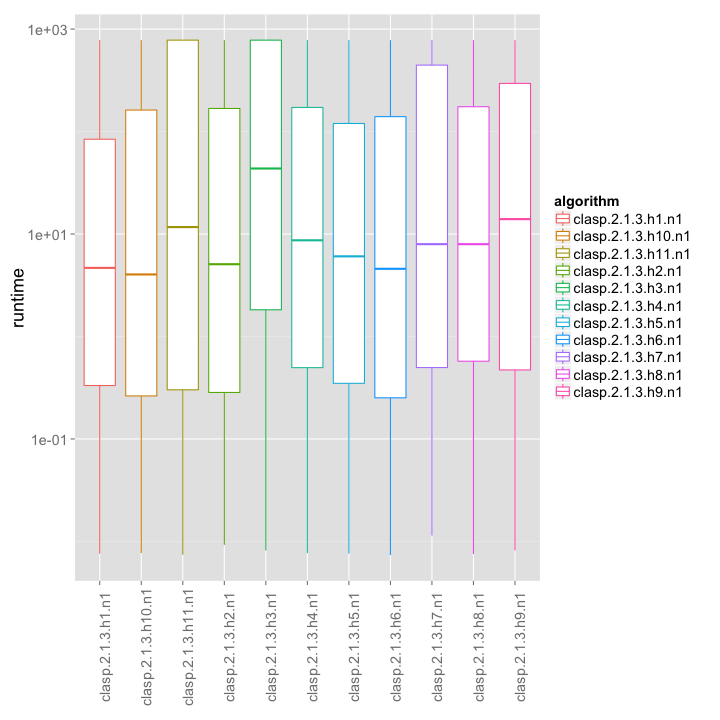 1e+03
1e+01
1e-01
runtime
clasp.2.1.3.h1.n1
clasp.2.1.3.h10.n1
clasp.2.1.3.h11.n1
clasp.2.1.3.h2.n1
clasp.2.1.3.h3.n1
clasp.2.1.3.h4.n1
clasp.2.1.3.h5.n1
clasp.2.1.3.h6.n1
clasp.2.1.3.h7.n1
clasp.2.1.3.h8.n1
clasp.2.1.3.h9.n1
algorithm
clasp.2.1.3.h1.n1
clasp.2.1.3.h10.n1
clasp.2.1.3.h11.n1
clasp.2.1.3.h2.n1
clasp.2.1.3.h3.n1
clasp.2.1.3.h4.n1
clasp.2.1.3.h5.n1
clasp.2.1.3.h6.n1
clasp.2.1.3.h7.n1
clasp.2.1.3.h8.n1
clasp.2.1.3.h9.n1